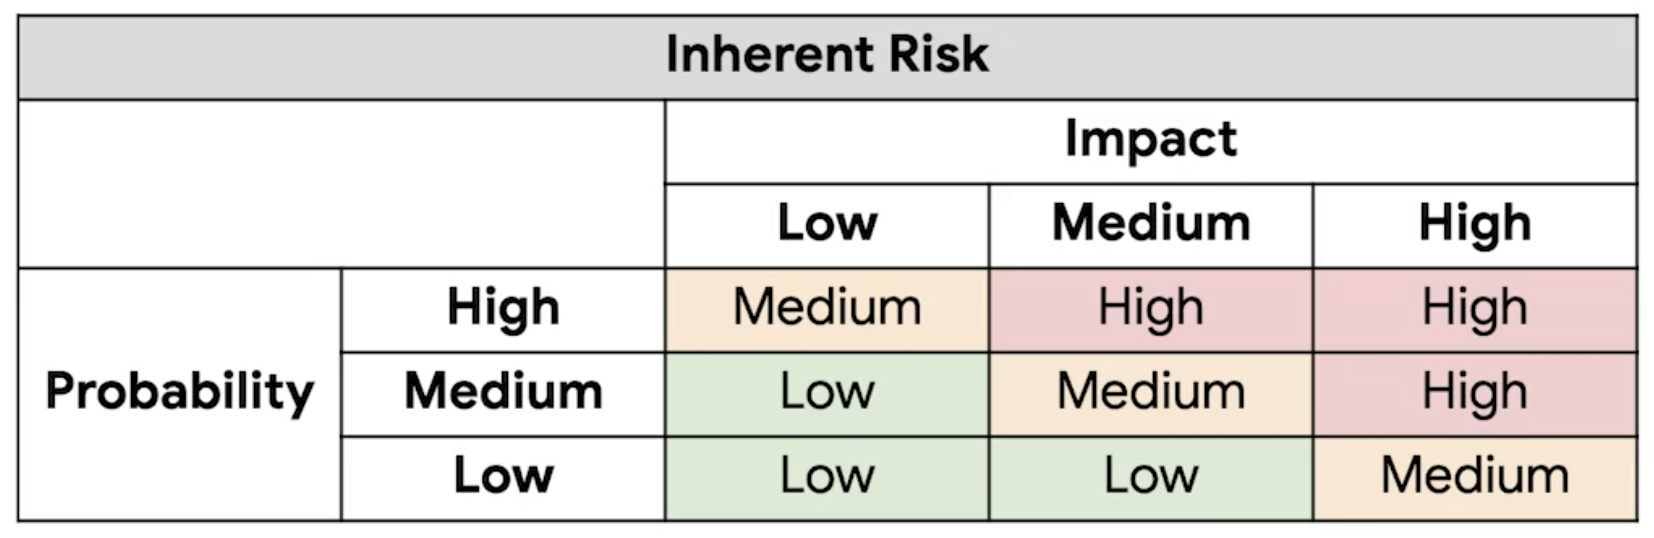 Inherent Risk
Impact
Low Medium High
High Medium High High
Probability Medium Low Medium High
Low Low Low Medium